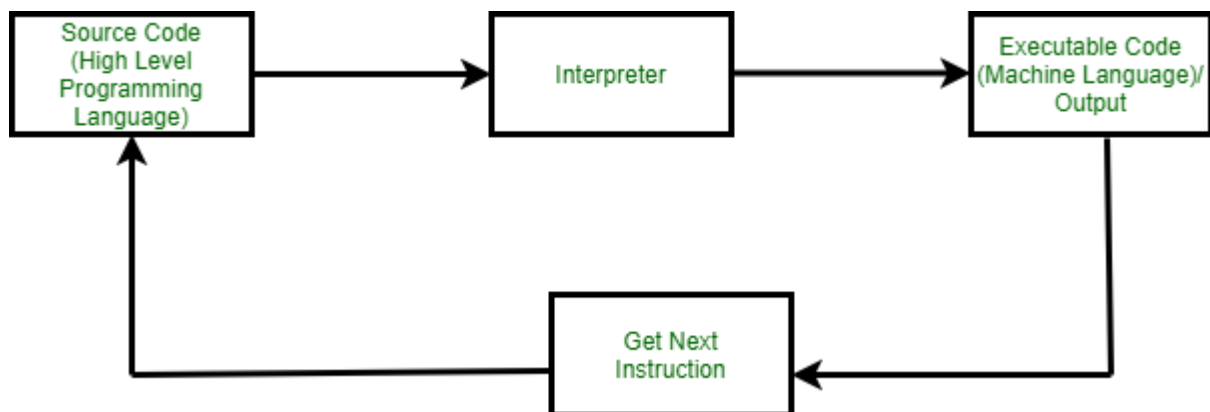 Source Code
(High Level
Programming
Language)
Interpreter
Executable Code
(Machine Language)/
Output
Get Next
Instruction